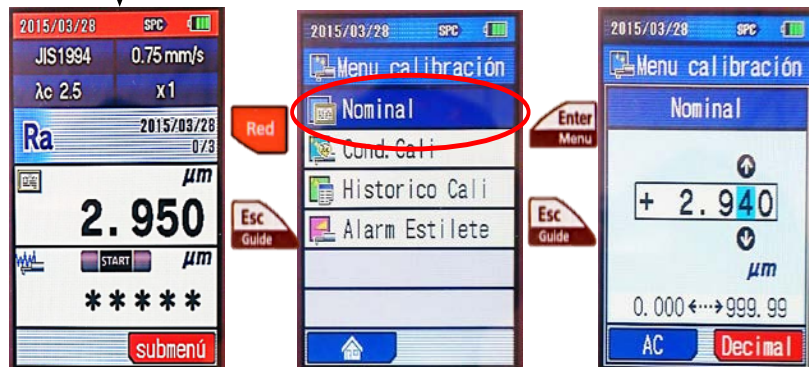 2015/03/28 SPC
JIS1994 0.75 mm/s
λc 2.5 x1
Ra 2015/03/28
0/3
µm
2.950
START µm
*****
submenú
Red
Esc
Guide
2015/03/28 SPC
Menu calibración
Nominal
Cond. Cali
Historico Cali
Alarm Estilete
Enter
Menu
Esc
Guide
2015/03/28 SPC
Menu calibración
Nominal
+ 2.940
µm
0.000 ↔ 999.99
AC Decimal